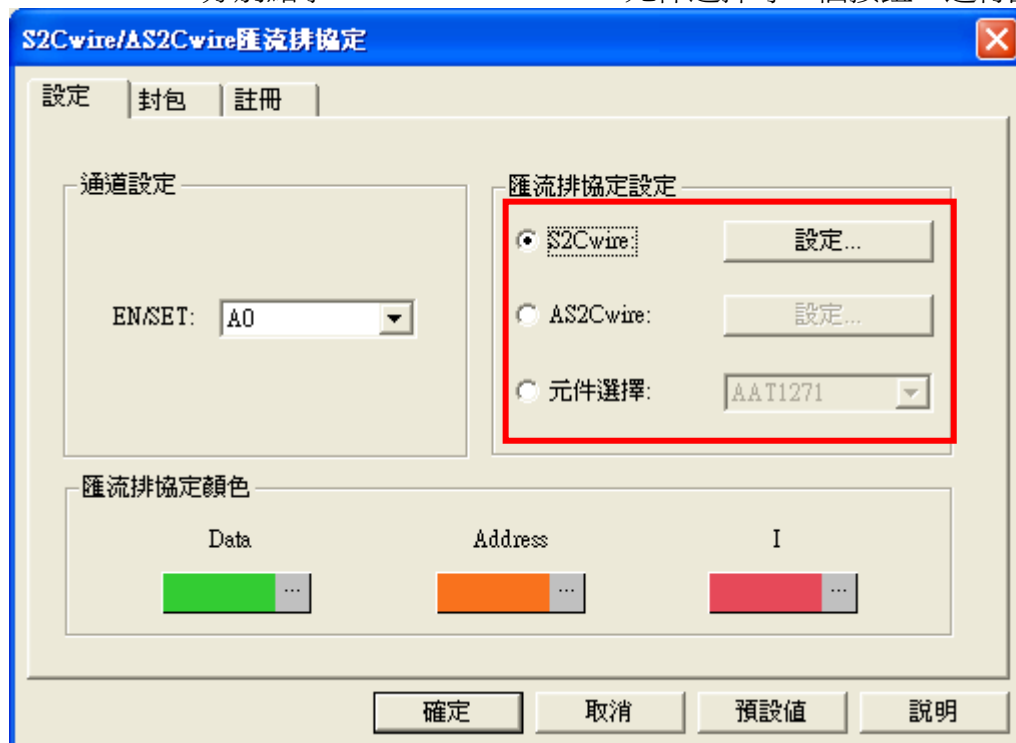 S2Cwire/AS2Cwire匯流排協定
設定 封包 註冊
通道設定
EN/SET: A0
匯流排協定設定
S2Cwire: 設定...
AS2Cwire: 設定...
元件選擇: AAT1271
匯流排協定顏色
Data Address I
... ... ...
確定 取消 預設值 說明